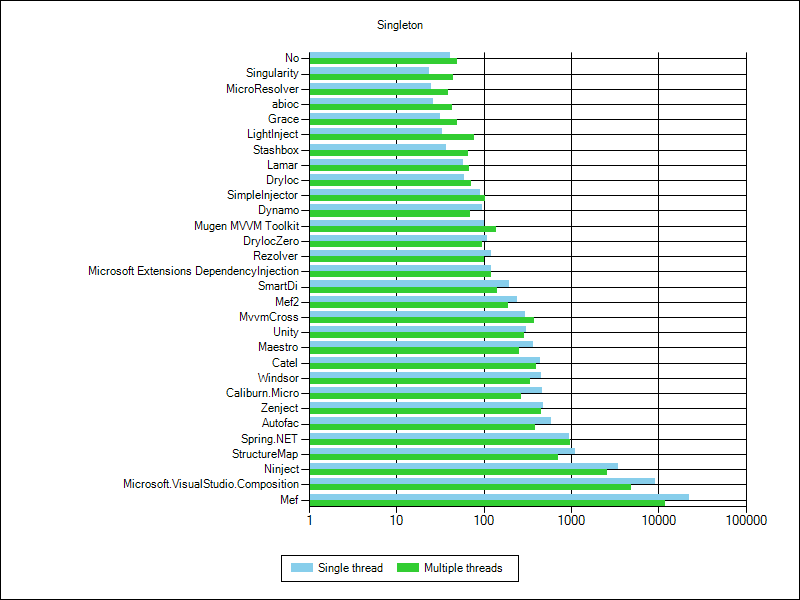 Singleton
No
Singularity
MicroResolver
abioc
Grace
LightInject
Stashbox
Lamar
DryIoc
SimpleInjector
Dynamo
Mugen MVVM Toolkit
DryIocZero
Rezolver
Microsoft Extensions DependencyInjection
SmartDi
Mef2
MvvmCross
Unity
Maestro
Catel
Windsor
Caliburn.Micro
Zenject
Autofac
Spring.NET
StructureMap
Ninject
Microsoft.VisualStudio.Composition
Mef
1 10 100 1000 10000 100000
Single thread Multiple threads